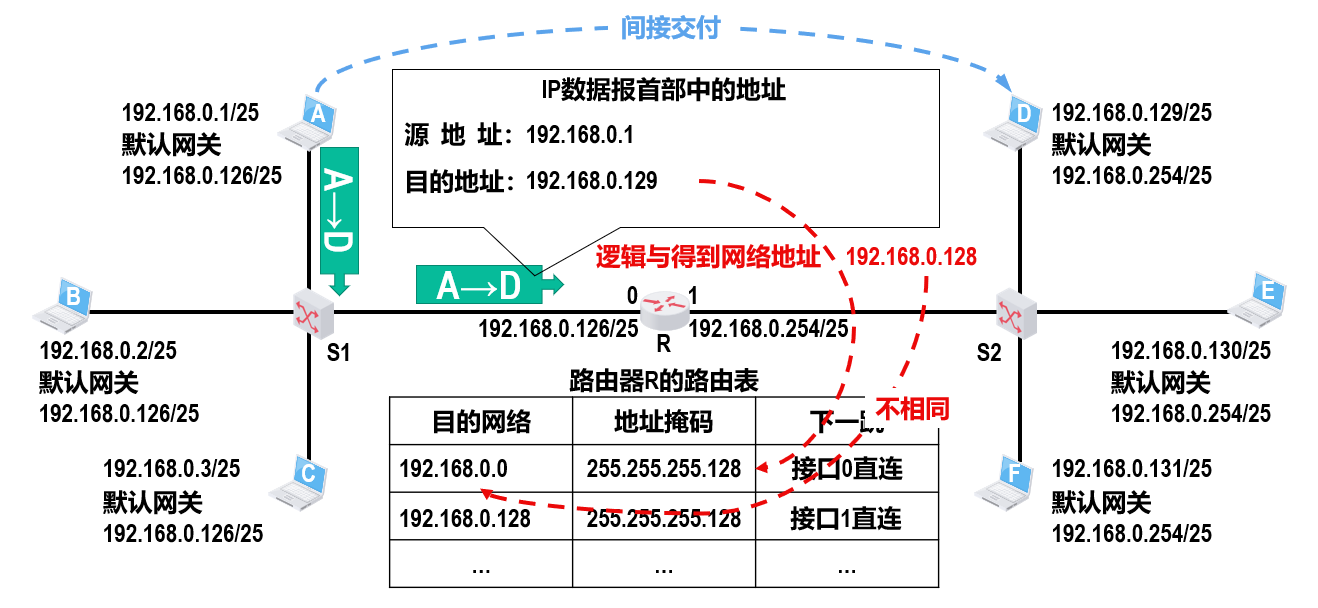 间接交付
IP数据报首部中的地址
源 地 址：192.168.0.1
目的地址：192.168.0.129
A
192.168.0.1/25
默认网关
192.168.0.126/25
D
192.168.0.129/25
默认网关
192.168.0.254/25
A→D
逻辑与得到网络地址 192.168.0.128
A→D
B
192.168.0.2/25
默认网关
192.168.0.126/25
S1
0
1
192.168.0.126/25
192.168.0.254/25
R
S2
E
192.168.0.130/25
默认网关
192.168.0.254/25
C
192.168.0.3/25
默认网关
192.168.0.126/25
F
192.168.0.131/25
默认网关
192.168.0.254/25
路由器R的路由表
不相同
目的网络 地址掩码 下一跳
192.168.0.0 255.255.255.128 接口0直连
192.168.0.128 255.255.255.128 接口1直连
… … …